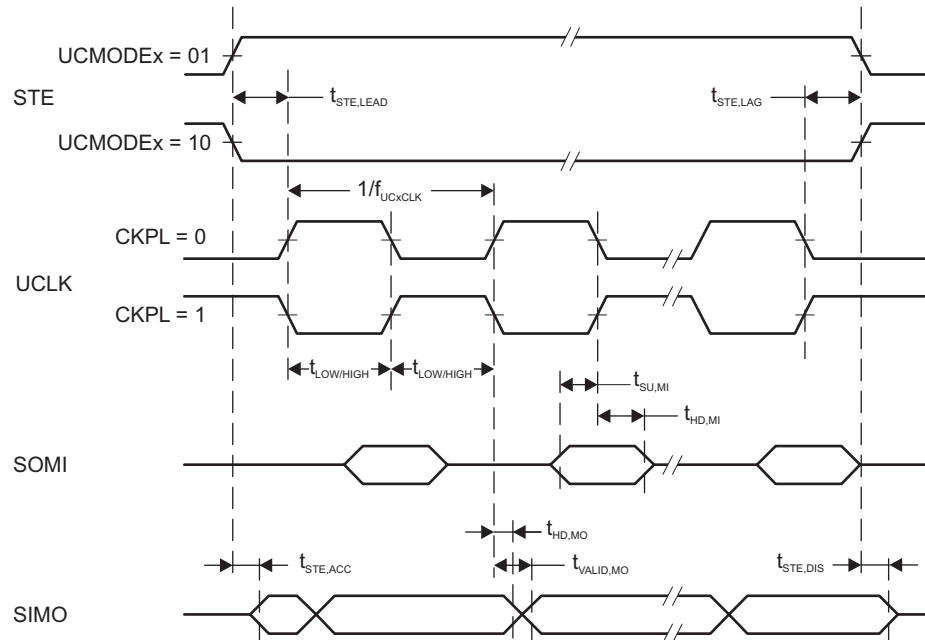 UCMODEx = 01
STE
t_STE,LEAD
t_STE,LAG
UCMODEx = 10
1/f_UCxCLK
CKPL = 0
UCLK
CKPL = 1
t_LOW/HIGH
t_LOW/HIGH
t_SU,MI
t_HD,MI
SOMI
t_HD,MO
t_STE,ACC
t_VALID,MO
t_STE,DIS
SIMO